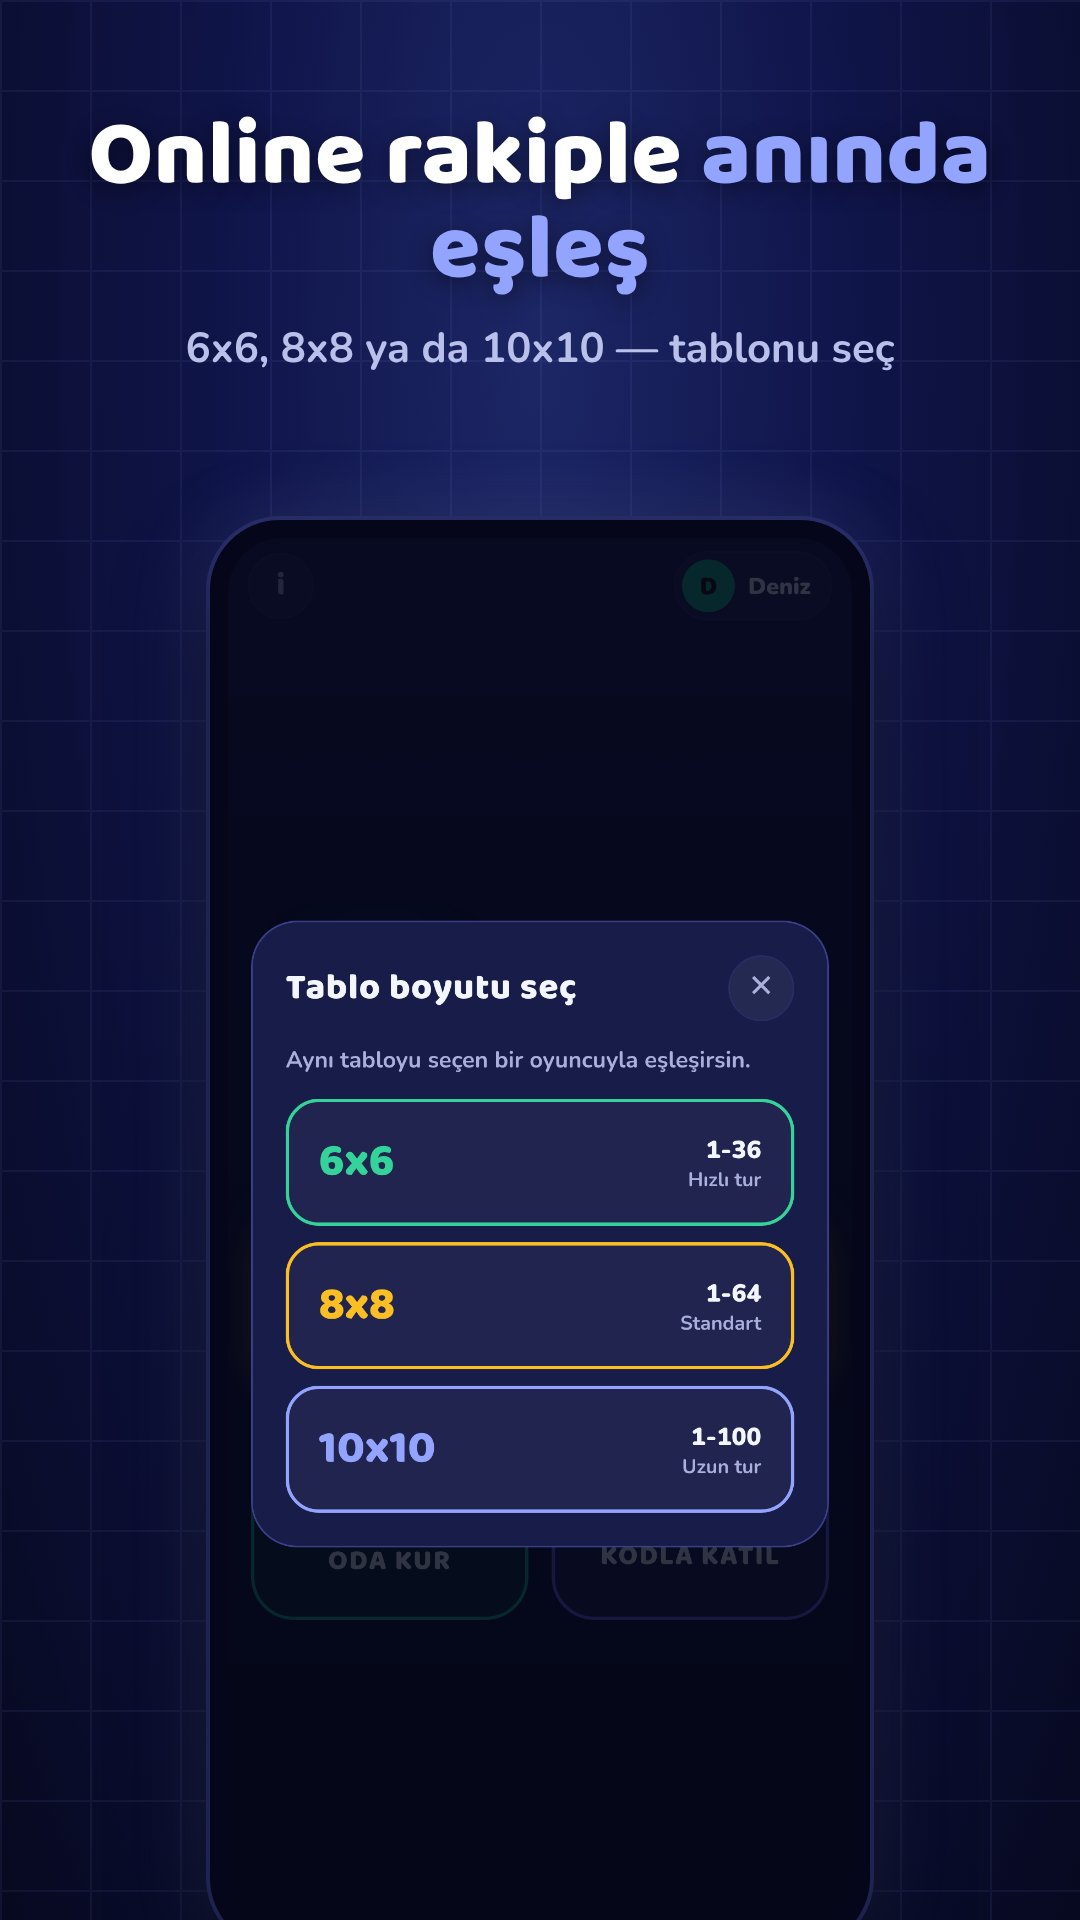 Online rakiple anında
eşleş
6x6, 8x8 ya da 10x10 — tablonu seç
i
D Deniz
Tablo boyutu seç
Aynı tabloyu seçen bir oyuncuyla eşleşirsin.
6x6
1-36
Hızlı tur
8x8
1-64
Standart
10x10
1-100
Uzun tur
ODA KUR
KODLA KATIL